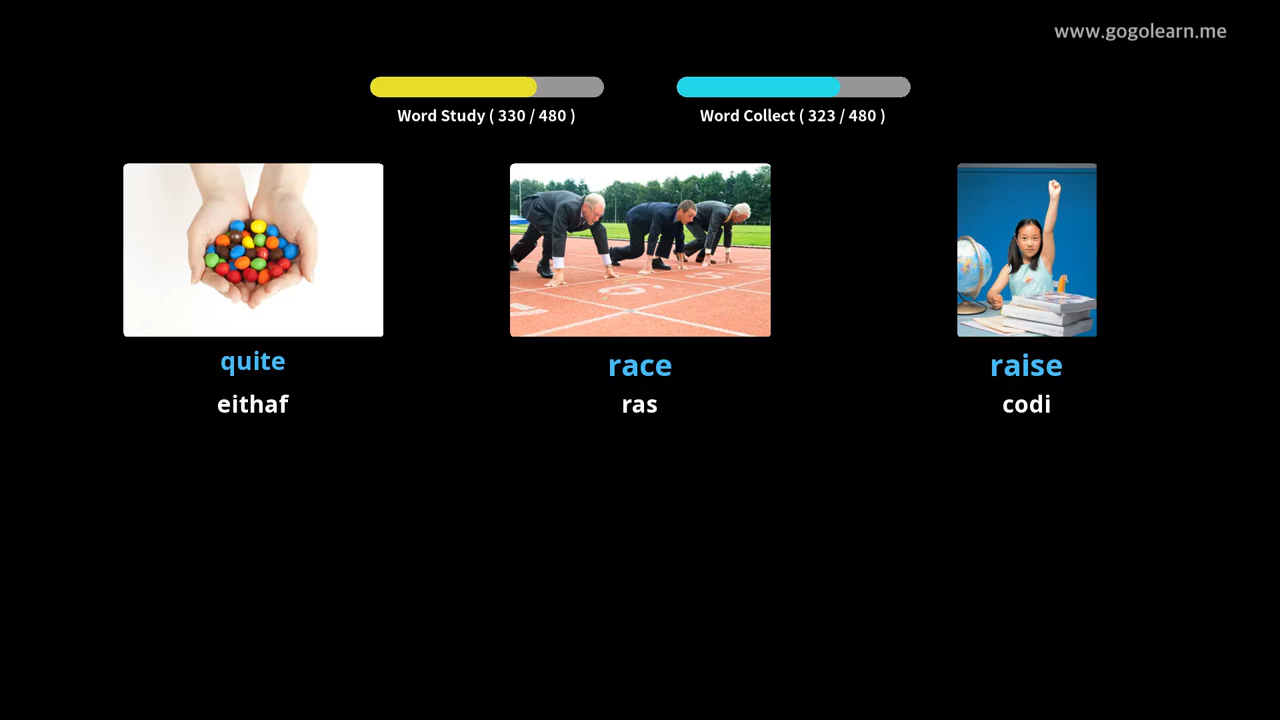 www.gogolearn.me
Word Study ( 330 / 480 )
Word Collect ( 323 / 480 )
quite
race
raise
eithaf
ras
codi